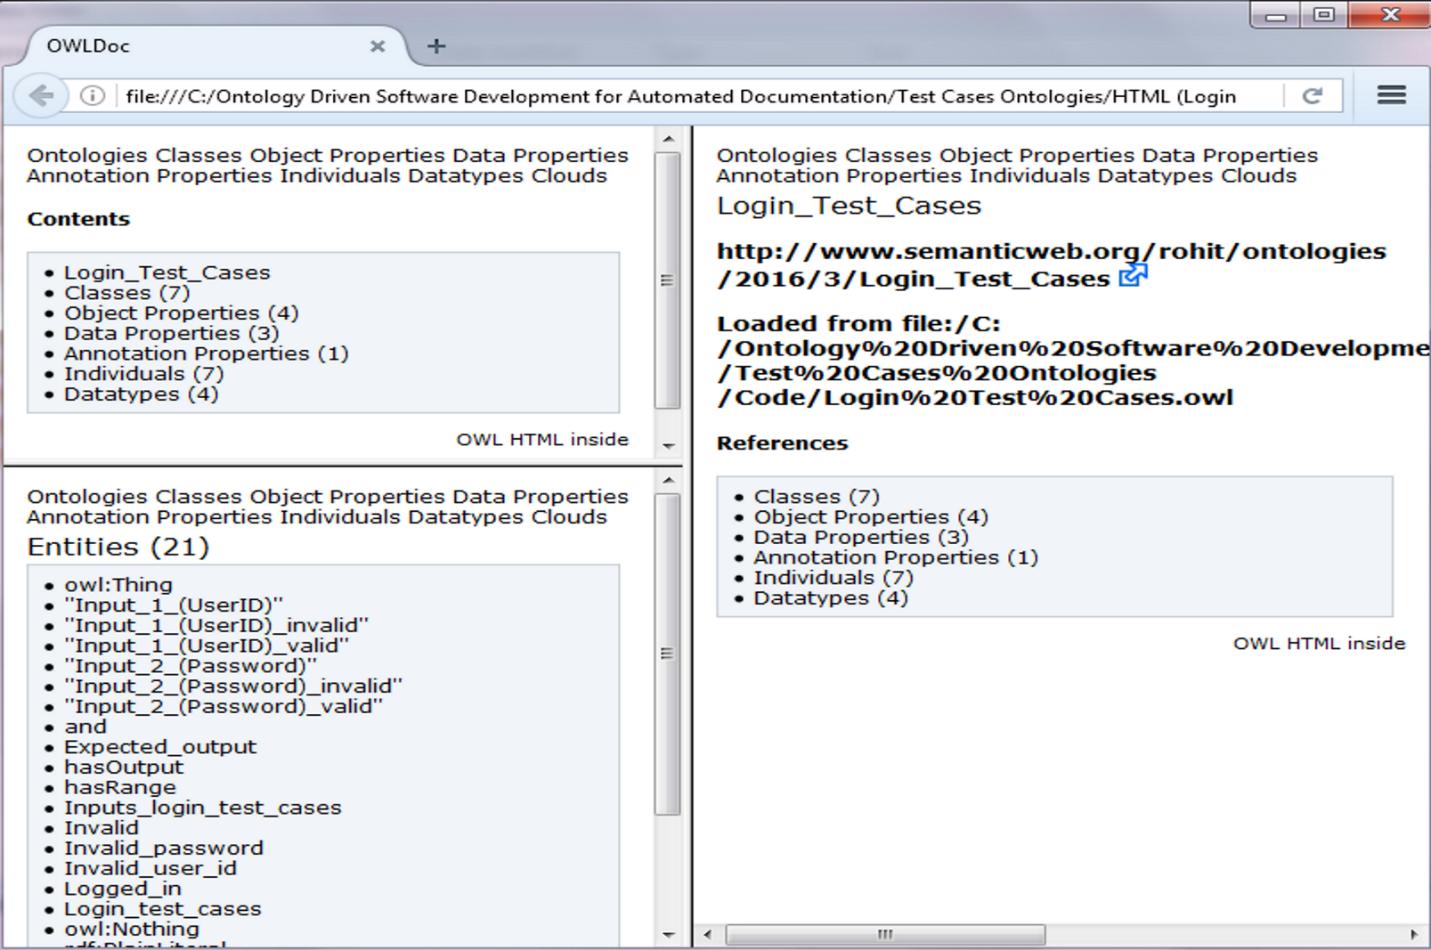 OWLDoc
file:///C:/Ontology Driven Software Development for Automated Documentation/Test Cases Ontologies/HTML (Login
Ontologies Classes Object Properties Data Properties
Annotation Properties Individuals Datatypes Clouds
Contents
• Login_Test_Cases
• Classes (7)
• Object Properties (4)
• Data Properties (3)
• Annotation Properties (1)
• Individuals (7)
• Datatypes (4)
OWL HTML inside
Ontologies Classes Object Properties Data Properties
Annotation Properties Individuals Datatypes Clouds
Entities (21)
• owl:Thing
• "Input_1_(UserID)"
• "Input_1_(UserID)_invalid"
• "Input_1_(UserID)_valid"
• "Input_2_(Password)"
• "Input_2_(Password)_invalid"
• "Input_2_(Password)_valid"
• and
• Expected_output
• hasOutput
• hasRange
• Inputs_login_test_cases
• Invalid
• Invalid_password
• Invalid_user_id
• Logged_in
• Login_test_cases
• owl:Nothing
• rdf:PlainLiteral
Ontologies Classes Object Properties Data Properties
Annotation Properties Individuals Datatypes Clouds
Login_Test_Cases
http://www.semanticweb.org/rohit/ontologies
/2016/3/Login_Test_Cases
Loaded from file:/C:
/Ontology%20Driven%20Software%20Developme
/Test%20Cases%20Ontologies
/Code/Login%20Test%20Cases.owl
References
• Classes (7)
• Object Properties (4)
• Data Properties (3)
• Annotation Properties (1)
• Individuals (7)
• Datatypes (4)
OWL HTML inside